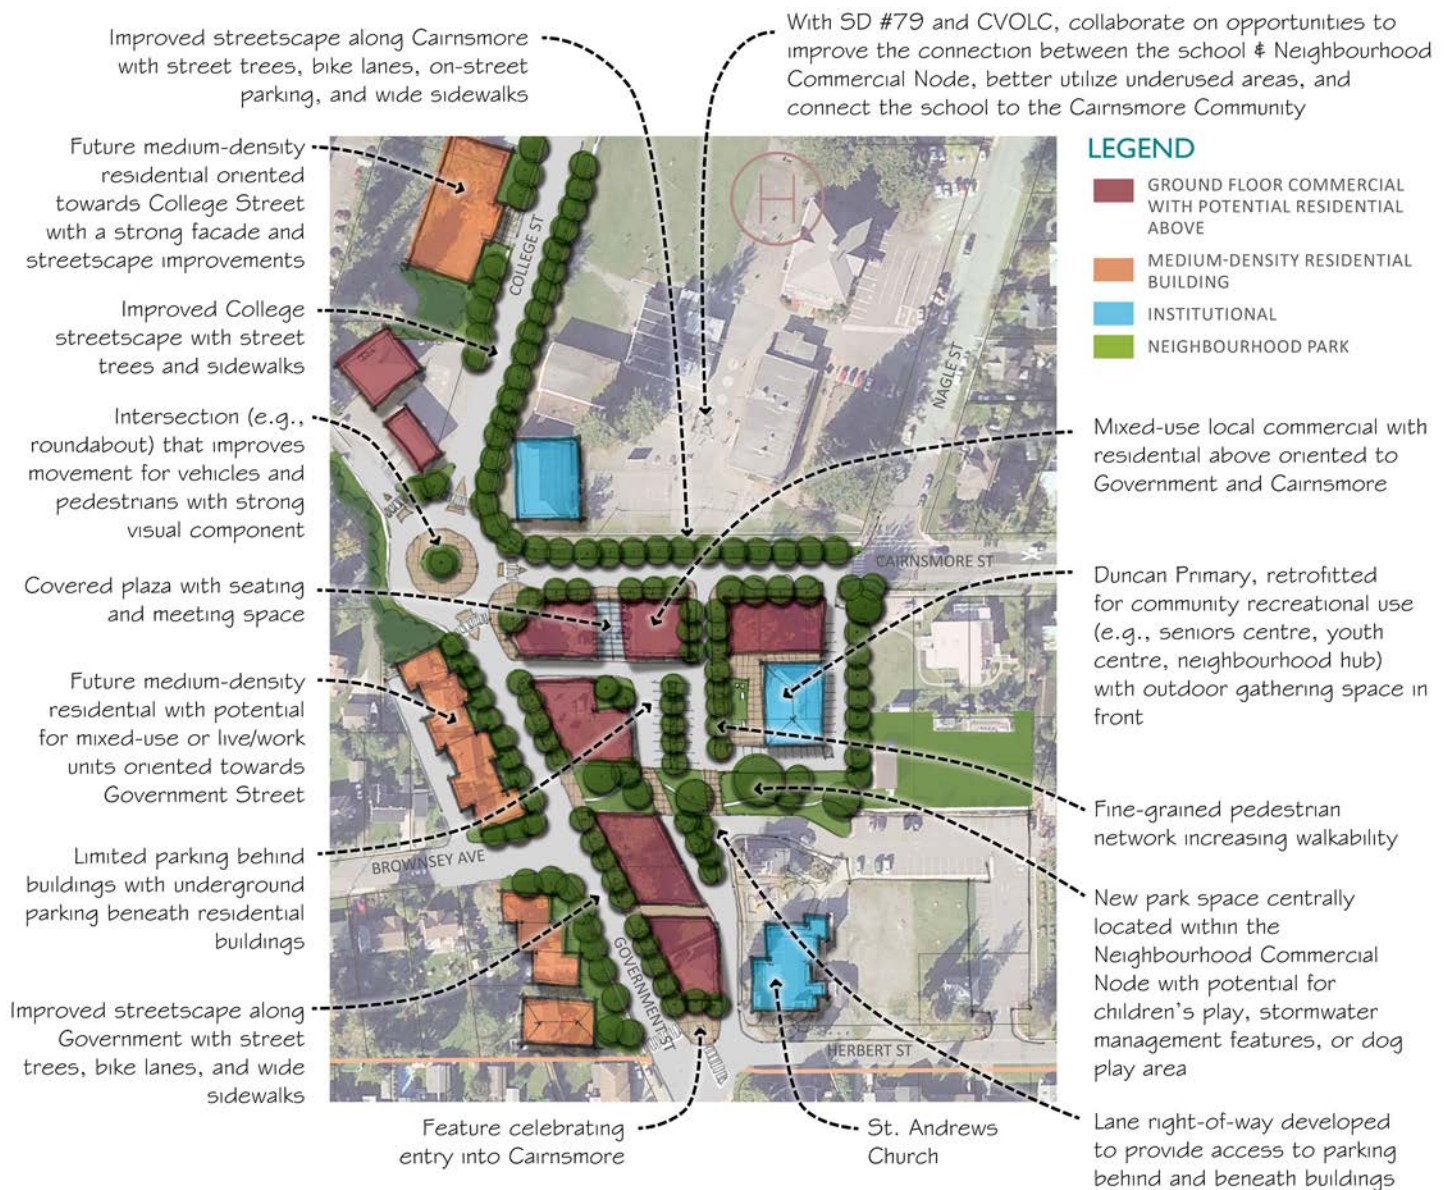 Improved streetscape along Cairnsmore
with street trees, bike lanes, on-street
parking, and wide sidewalks
With SD #79 and CVOLC, collaborate on opportunities to
improve the connection between the school & Neighbourhood
Commercial Node, better utilize underused areas, and
connect the school to the Cairnsmore Community
Future medium-density
residential oriented
towards College Street
with a strong facade and
streetscape improvements
Improved College
streetscape with street
trees and sidewalks
Intersection (e.g.,
roundabout) that improves
movement for vehicles and
pedestrians with strong
visual component
Covered plaza with seating
and meeting space
Future medium-density
residential with potential
for mixed-use or live/work
units oriented towards
Government Street
Limited parking behind
buildings with underground
parking beneath residential
buildings
Improved streetscape along
Government with street
trees, bike lanes, and wide
sidewalks
H
COLLEGE ST
NAGLE ST
CAIRNSMORE ST
BROWNSEY AVE
GOVERNMENT ST
HERBERT ST
LEGEND
GROUND FLOOR COMMERCIAL
WITH POTENTIAL RESIDENTIAL
ABOVE
MEDIUM-DENSITY RESIDENTIAL
BUILDING
INSTITUTIONAL
NEIGHBOURHOOD PARK
Mixed-use local commercial with
residential above oriented to
Government and Cairnsmore
Duncan Primary, retrofitted
for community recreational use
(e.g., seniors centre, youth
centre, neighbourhood hub)
with outdoor gathering space in
front
Fine-grained pedestrian
network increasing walkability
New park space centrally
located within the
Neighbourhood Commercial
Node with potential for
children's play, stormwater
management features, or dog
play area
Lane right-of-way developed
to provide access to parking
behind and beneath buildings
Feature celebrating
entry into Cairnsmore
St. Andrews
Church